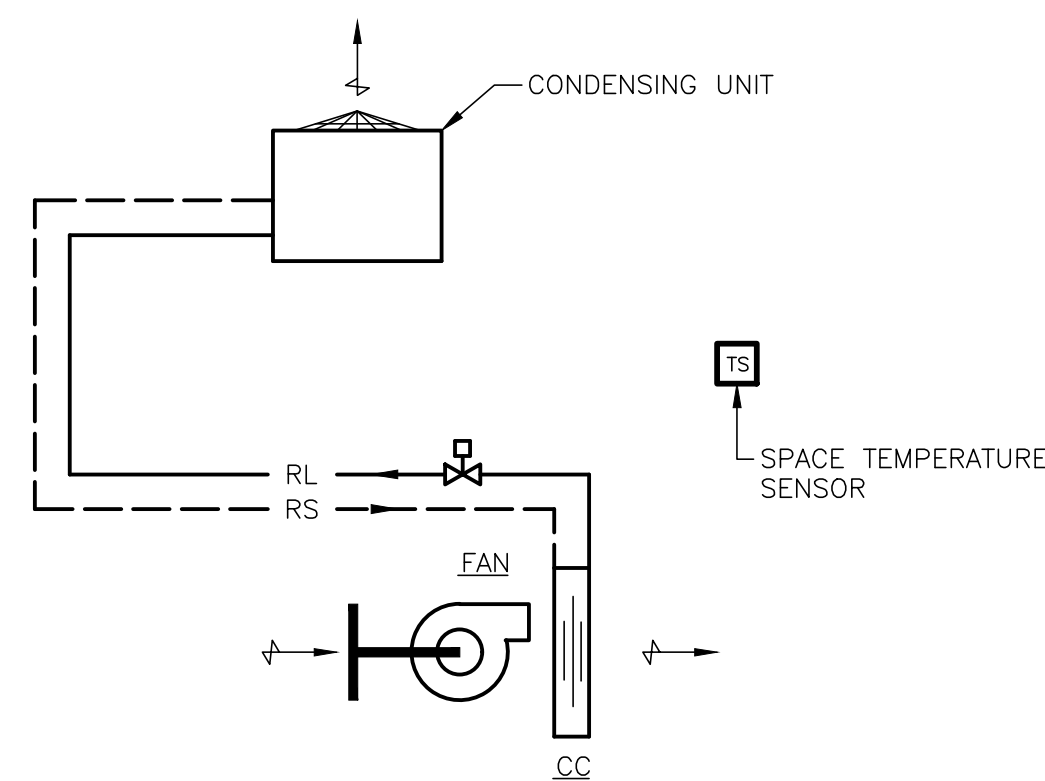 CONDENSING UNIT
TS
SPACE TEMPERATURE
SENSOR
RL
RS
FAN
CC